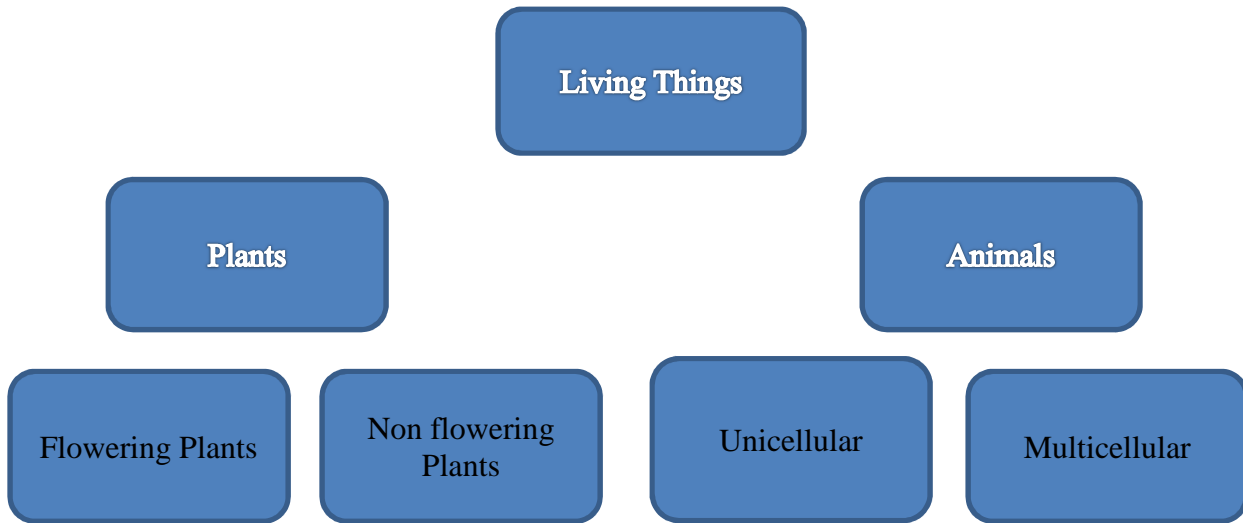 Living Things
Plants
Animals
Flowering Plants
Non flowering
Plants
Unicellular
Multicellular